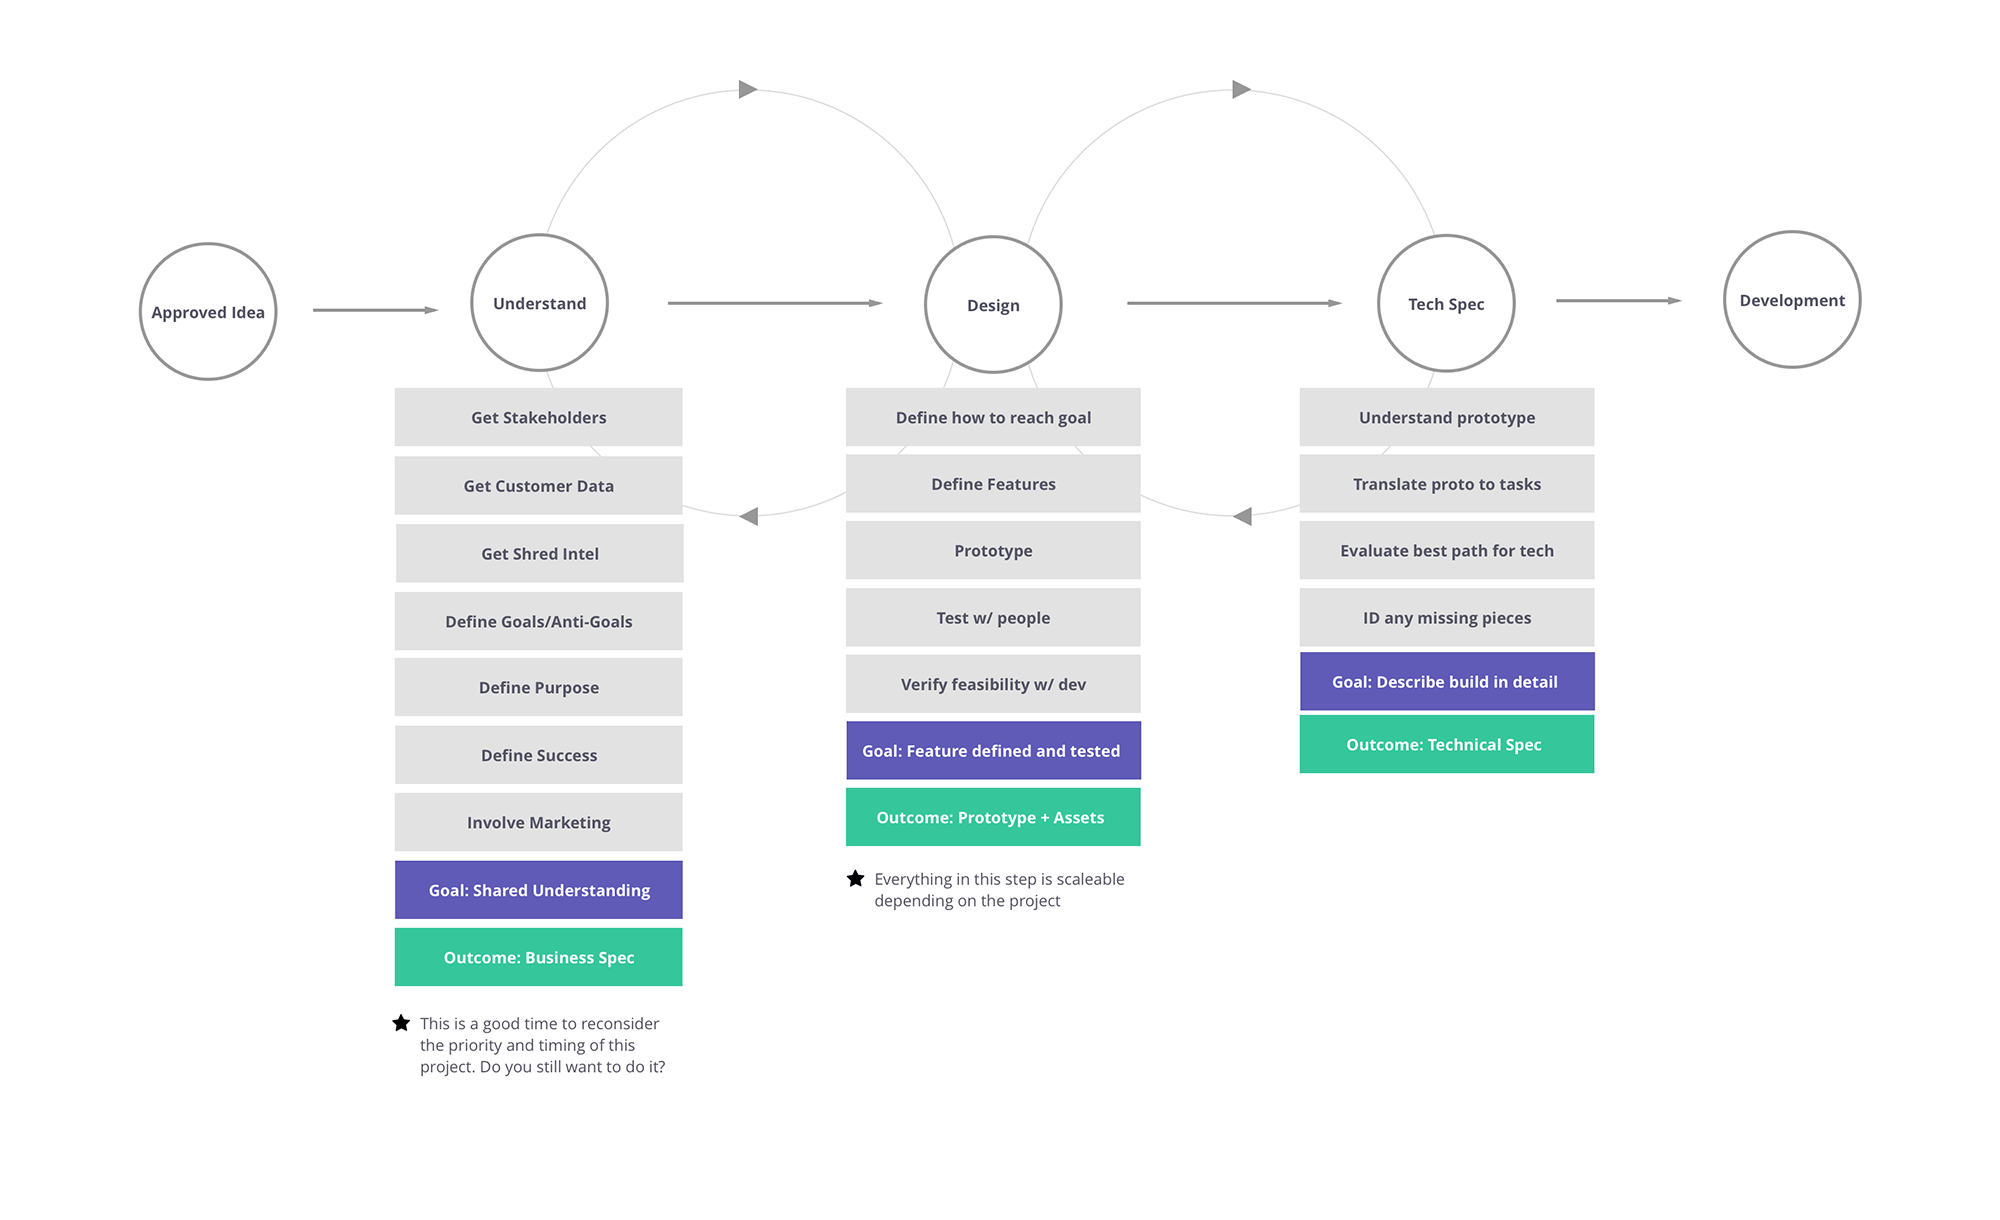 Approved Idea
Understand
Design
Tech Spec
Development
Get Stakeholders
Get Customer Data
Get Shred Intel
Define Goals/Anti-Goals
Define Purpose
Define Success
Involve Marketing
Goal: Shared Understanding
Outcome: Business Spec
This is a good time to reconsider
the priority and timing of this
project. Do you still want to do it?
Define how to reach goal
Define Features
Prototype
Test w/ people
Verify feasibility w/ dev
Goal: Feature defined and tested
Outcome: Prototype + Assets
Everything in this step is scaleable
depending on the project
Understand prototype
Translate proto to tasks
Evaluate best path for tech
ID any missing pieces
Goal: Describe build in detail
Outcome: Technical Spec